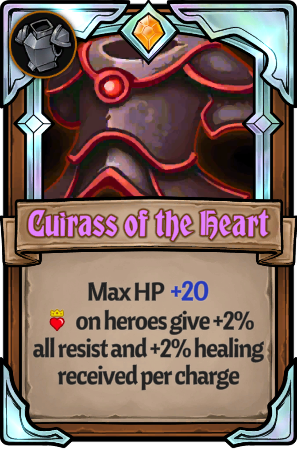 Cuirass of the Heart
Max HP +20
on heroes give +2%
all resist and +2% healing
received per charge